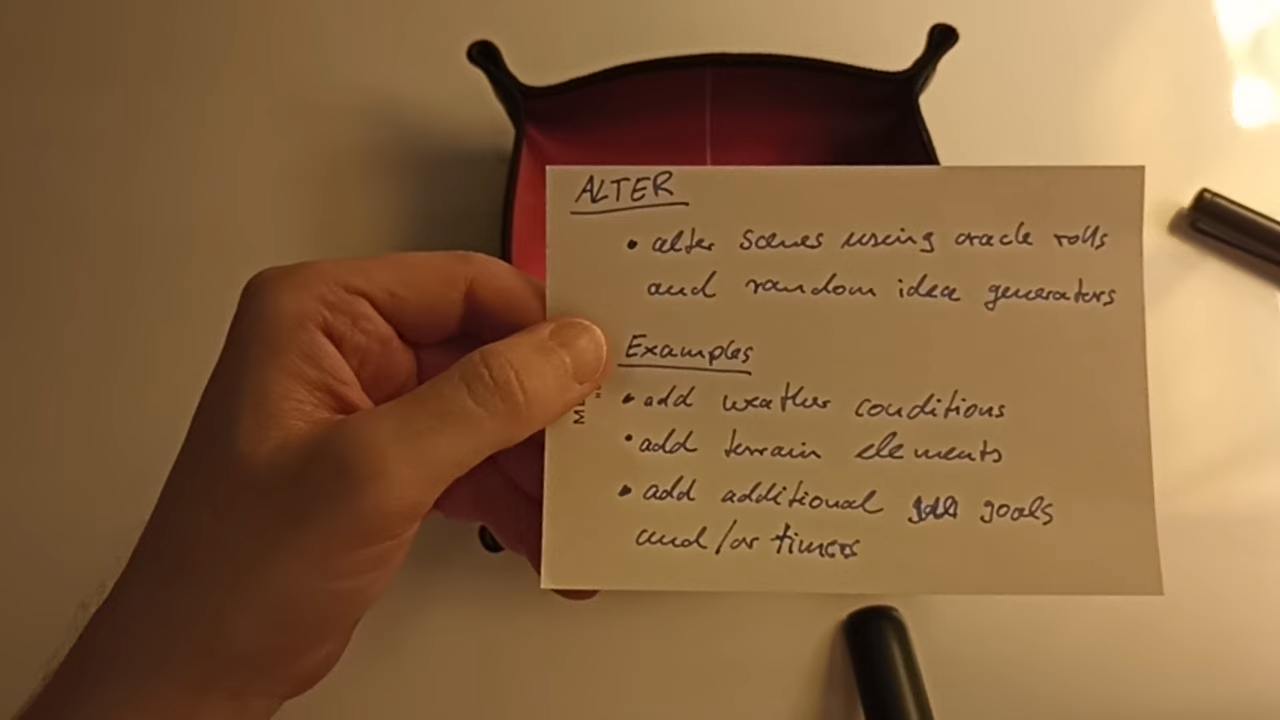 ALTER
• alter scenes using oracle rolls
and random idea generators
Examples
• add weather conditions
• add terrain elements
• add additional goals
and/or timers